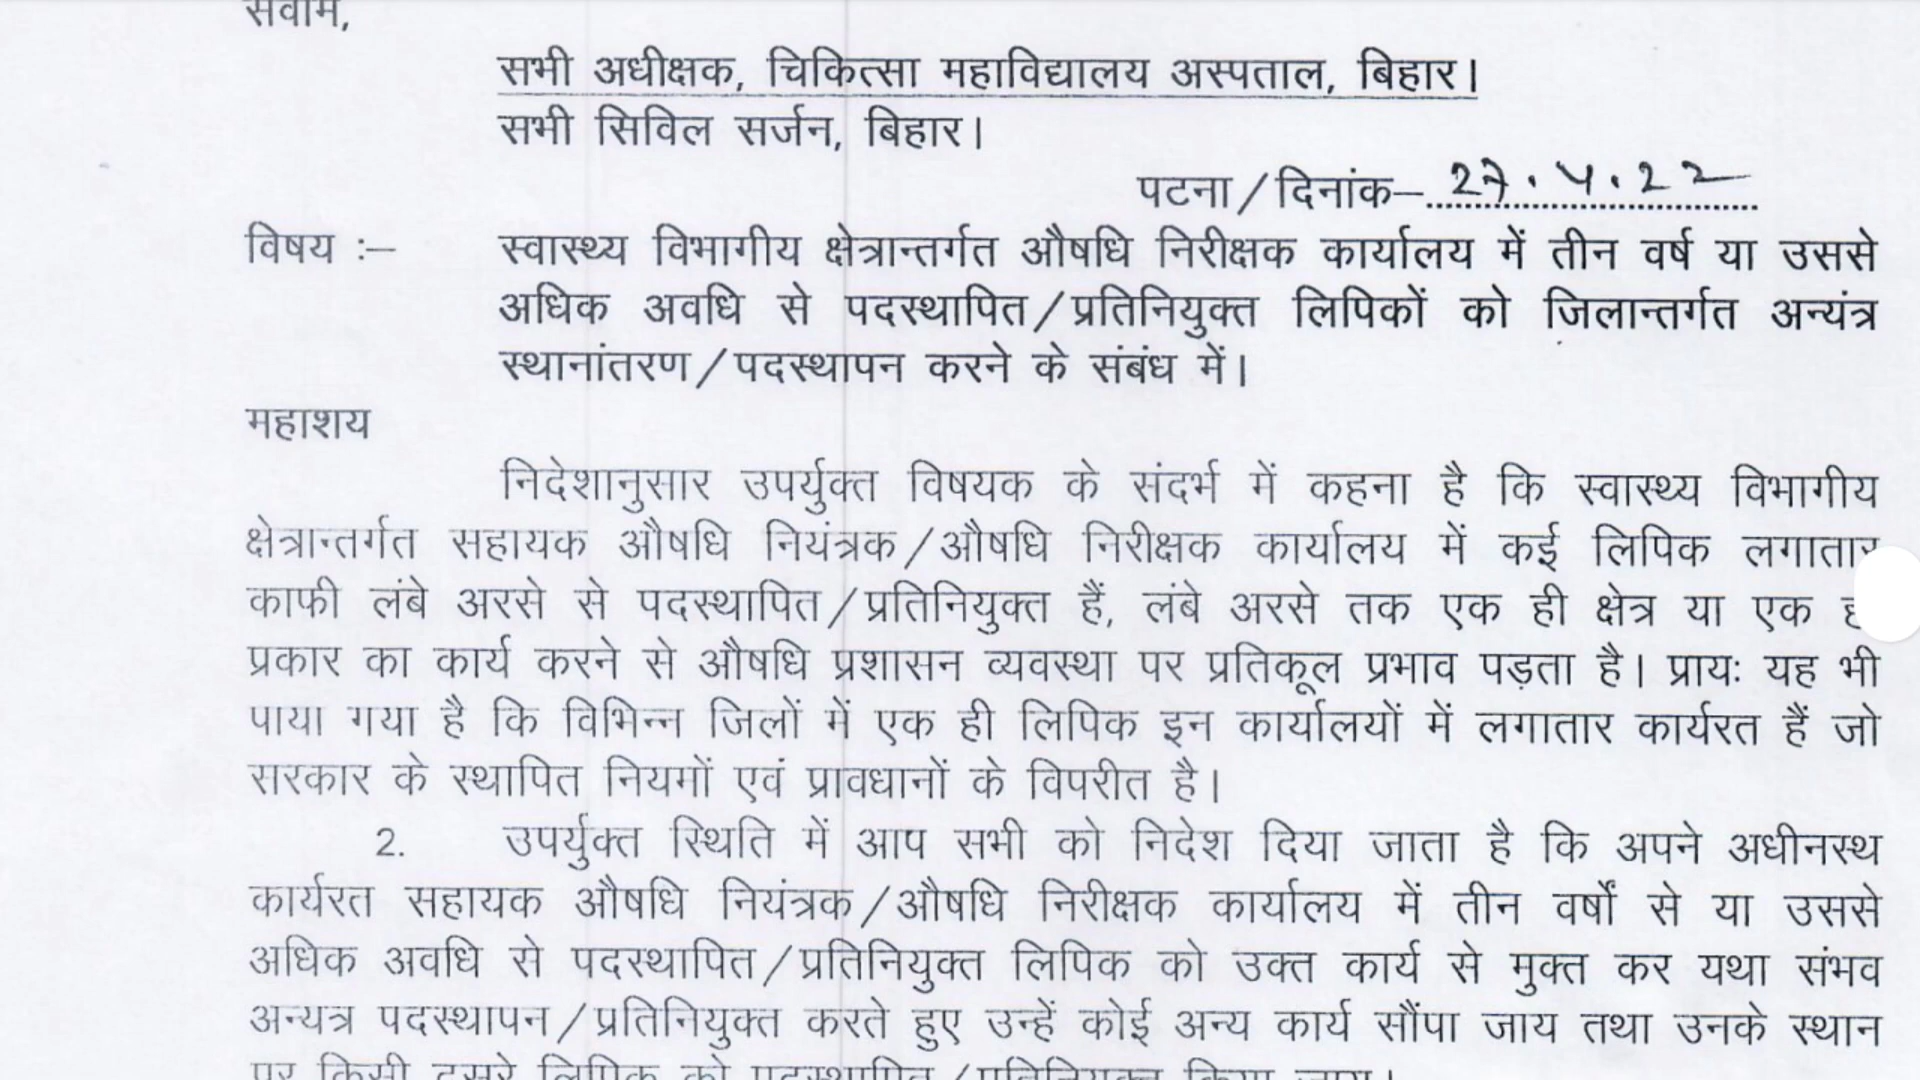 सभी अधीक्षक, चिकित्सा महाविद्यालय अस्पताल, बिहार।
सभी सिविल सर्जन, बिहार।
पटना/दिनांक–27.4.22
विषय :– स्वास्थ्य विभागीय क्षेत्रान्तर्गत औषधि निरीक्षक कार्यालय में तीन वर्ष या उससे
अधिक अवधि से पदस्थापित/प्रतिनियुक्त लिपिकों को जिलान्तर्गत अन्यंत्र
स्थानांतरण/पदस्थापन करने के संबंध में।
महाशय
निदेशानुसार उपर्युक्त विषयक के संदर्भ में कहना है कि स्वास्थ्य विभागीय
क्षेत्रान्तर्गत सहायक औषधि नियंत्रक/औषधि निरीक्षक कार्यालय में कई लिपिक लगातार
काफी लंबे अरसे से पदस्थापित/प्रतिनियुक्त हैं, लंबे अरसे तक एक ही क्षेत्र या एक
प्रकार का कार्य करने से औषधि प्रशासन व्यवस्था पर प्रतिकूल प्रभाव पड़ता है। प्रायः यह भी
पाया गया है कि विभिन्न जिलों में एक ही लिपिक इन कार्यालयों में लगातार कार्यरत हैं जो
सरकार के स्थापित नियमों एवं प्रावधानों के विपरीत है।
2. उपर्युक्त स्थिति में आप सभी को निदेश दिया जाता है कि अपने अधीनस्थ
कार्यरत सहायक औषधि नियंत्रक/औषधि निरीक्षक कार्यालय में तीन वर्षों से या उससे
अधिक अवधि से पदस्थापित/प्रतिनियुक्त लिपिक को उक्त कार्य से मुक्त कर यथा संभव
अन्यत्र पदस्थापन/प्रतिनियुक्त करते हुए उन्हें कोई अन्य कार्य सौंपा जाय तथा उनके स्थान
पर किसी दूसरे लिपिक को पदस्थापित/प्रतिनियुक्त किया जाय।